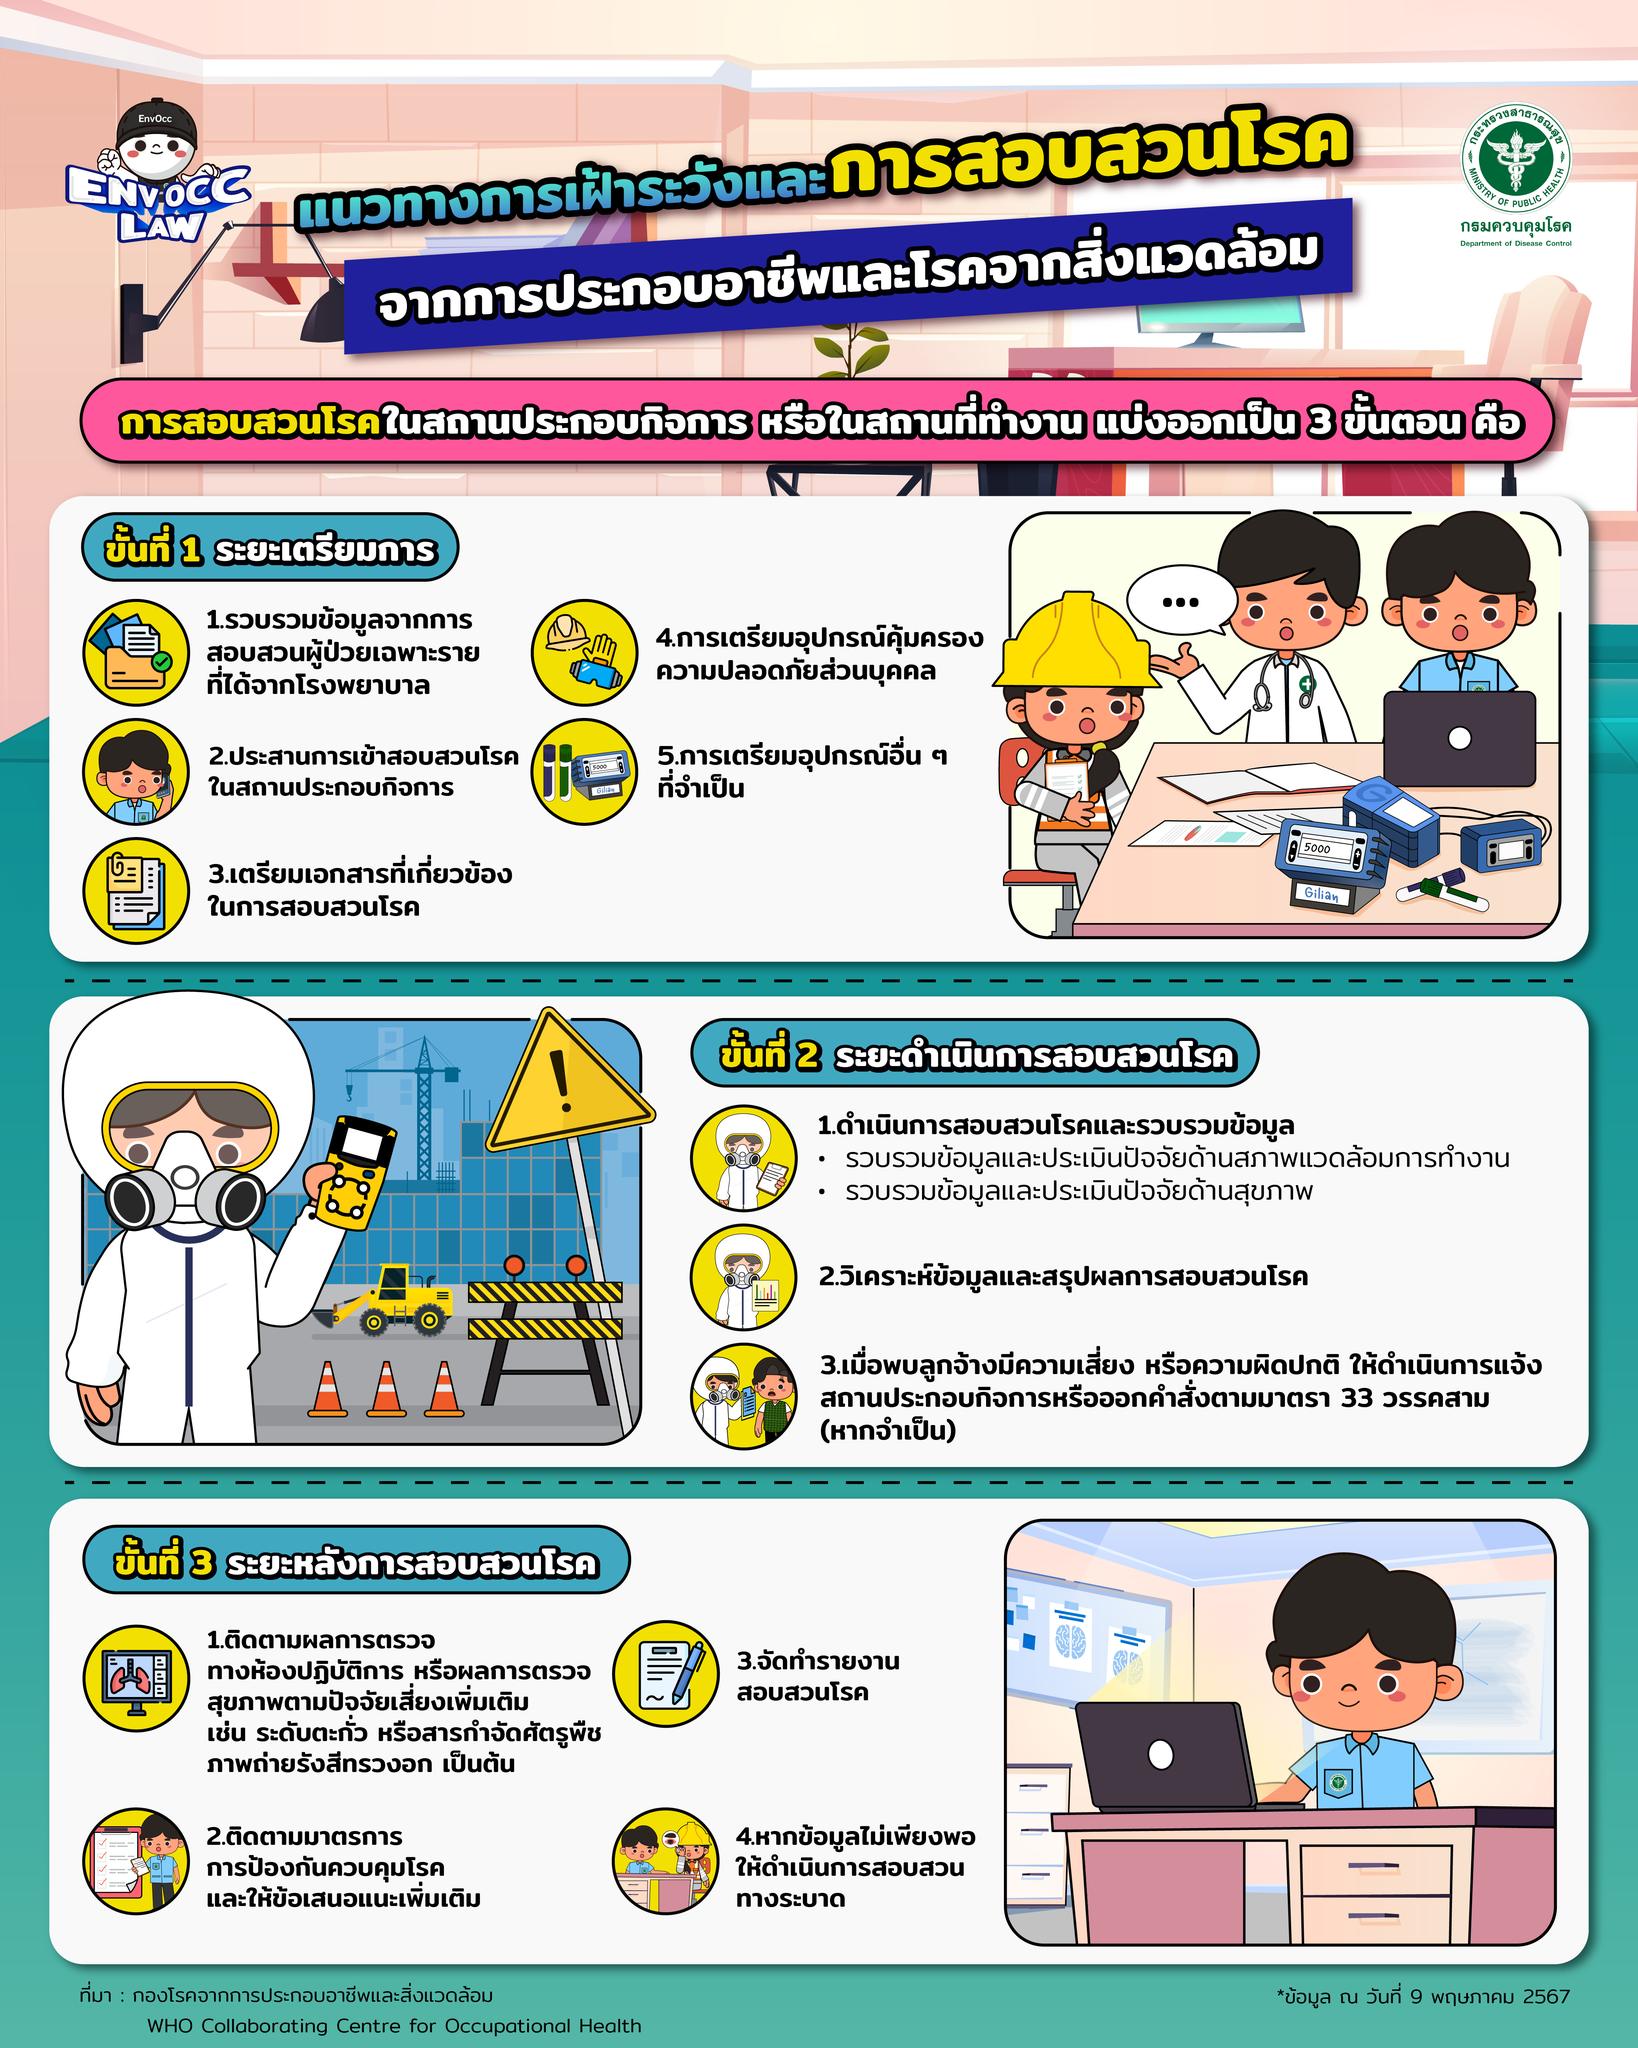 EnvOcc
ENVOCC
LAW
แนวทางการเฝ้าระวังและการสอบสวนโรค
จากการประกอบอาชีพและโรคจากสิ่งแวดล้อม
กระทรวงสาธารณสุข
MINISTRY OF PUBLIC HEALTH
กรมควบคุมโรค
Department of Disease Control
การสอบสวนโรคในสถานประกอบกิจการ หรือในสถานที่ทำงาน แบ่งออกเป็น 3 ขั้นตอน คือ
ขั้นที่ 1 ระยะเตรียมการ
1.รวบรวมข้อมูลจากการ
สอบสวนผู้ป่วยเฉพาะราย
ที่ได้จากโรงพยาบาล
2.ประสานการเข้าสอบสวนโรค
ในสถานประกอบกิจการ
3.เตรียมเอกสารที่เกี่ยวข้อง
ในการสอบสวนโรค
4.การเตรียมอุปกรณ์คุ้มครอง
ความปลอดภัยส่วนบุคคล
5000
Gilian
5.การเตรียมอุปกรณ์อื่น ๆ
ที่จำเป็น
...
5000
Gilian
ขั้นที่ 2 ระยะดำเนินการสอบสวนโรค
1.ดำเนินการสอบสวนโรคและรวบรวมข้อมูล
• รวบรวมข้อมูลและประเมินปัจจัยด้านสภาพแวดล้อมการทำงาน
• รวบรวมข้อมูลและประเมินปัจจัยด้านสุขภาพ
2.วิเคราะห์ข้อมูลและสรุปผลการสอบสวนโรค
3.เมื่อพบลูกจ้างมีความเสี่ยง หรือความผิดปกติ ให้ดำเนินการแจ้ง
สถานประกอบกิจการหรือออกคำสั่งตามมาตรา 33 วรรคสาม
(หากจำเป็น)
!
ขั้นที่ 3 ระยะหลังการสอบสวนโรค
1.ติดตามผลการตรวจ
ทางห้องปฏิบัติการ หรือผลการตรวจ
สุขภาพตามปัจจัยเสี่ยงเพิ่มเติม
เช่น ระดับตะกั่ว หรือสารกำจัดศัตรูพืช
ภาพถ่ายรังสีทรวงอก เป็นต้น
2.ติดตามมาตรการ
การป้องกันควบคุมโรค
และให้ข้อเสนอแนะเพิ่มเติม
3.จัดทำรายงาน
สอบสวนโรค
4.หากข้อมูลไม่เพียงพอ
ให้ดำเนินการสอบสวน
ทางระบาด
ที่มา : กองโรคจากการประกอบอาชีพและสิ่งแวดล้อม
WHO Collaborating Centre for Occupational Health
*ข้อมูล ณ วันที่ 9 พฤษภาคม 2567